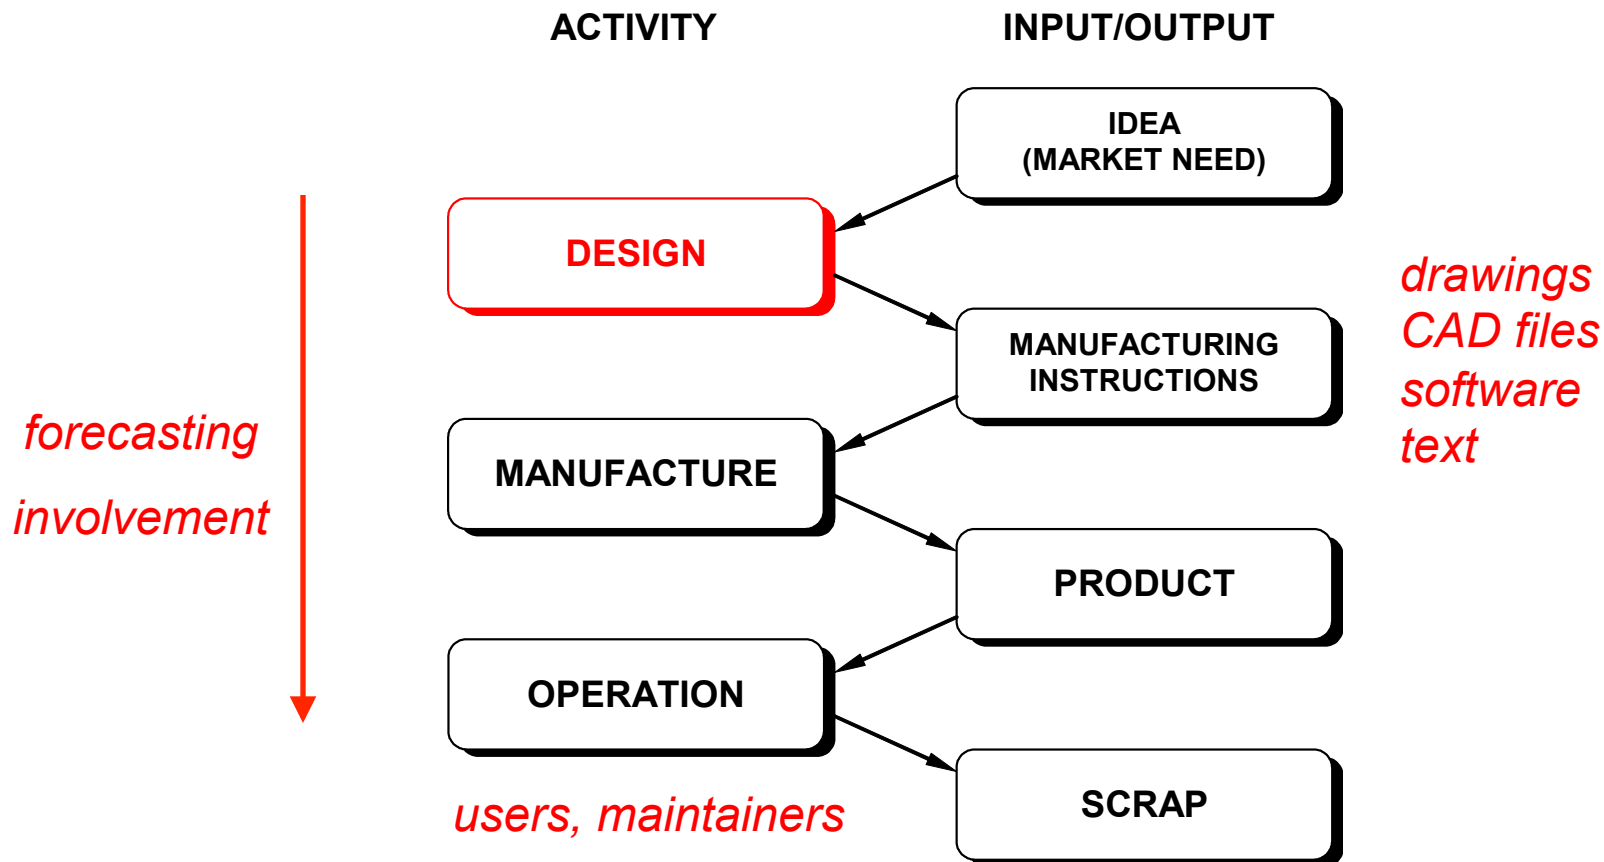 ACTIVITY
INPUT/OUTPUT
IDEA
(MARKET NEED)
DESIGN
drawings
CAD files
software
text
MANUFACTURING
INSTRUCTIONS
forecasting
involvement
MANUFACTURE
PRODUCT
OPERATION
users, maintainers
SCRAP